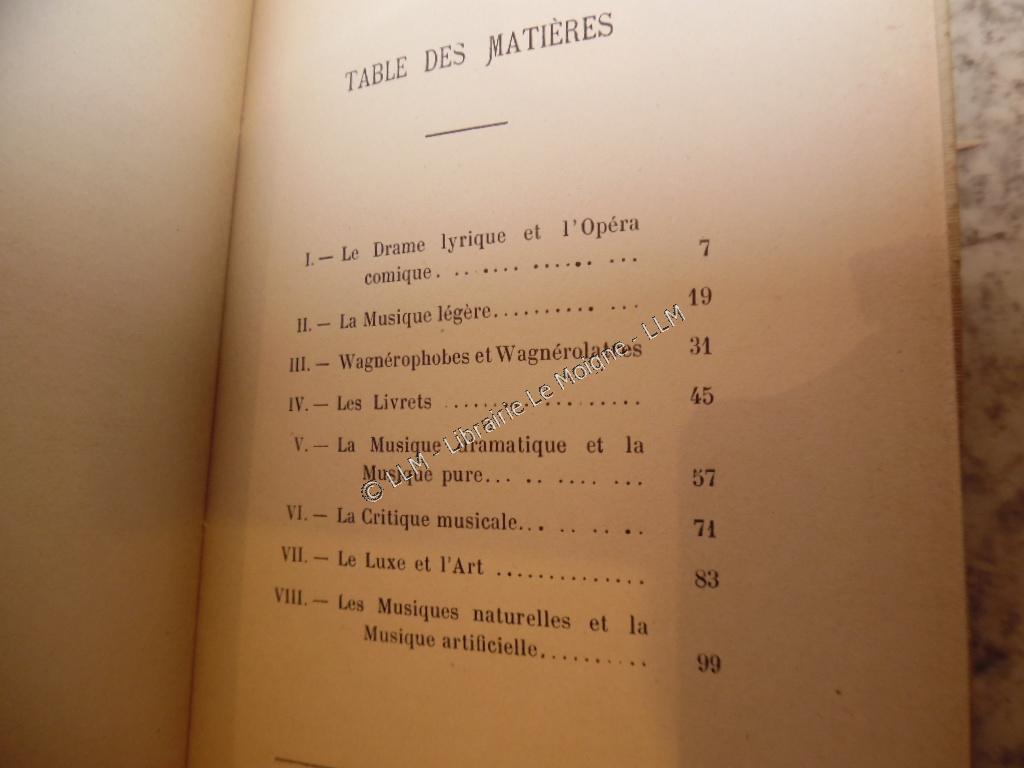 TABLE DES MATIÈRES
I. — Le Drame lyrique et l'Opéra
comique. ........ ...... ... 7
II. — La Musique légère.......... ... 19
III. — Wagnérophobes et Wagnérolatres 31
IV. — Les Livrets .................. 45
V. — La Musique dramatique et la
Musique pure... .. .... ... 57
VI. — La Critique musicale... .. .. .. 71
VII. — Le Luxe et l'Art .............. 83
VIII. — Les Musiques naturelles et la
Musique artificielle.......... 99
© LLM - Librairie Le Moigne - LLM